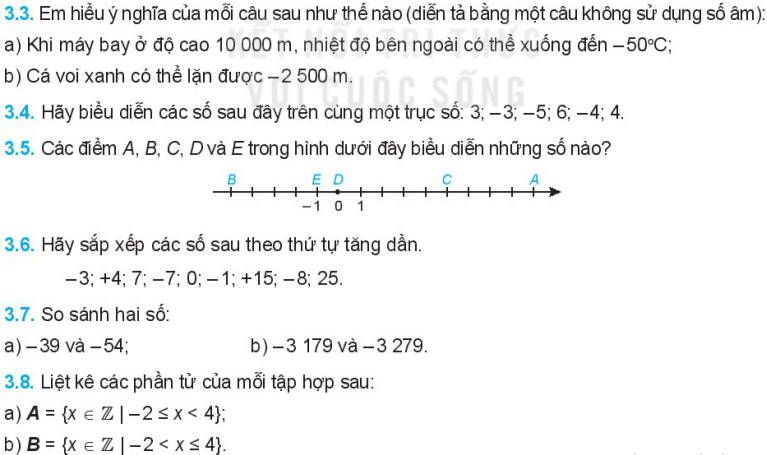 3.3. Em hiểu ý nghĩa của mỗi câu sau như thế nào (diễn tả bằng một câu không sử dụng số âm):
a) Khi máy bay ở độ cao 10 000 m, nhiệt độ bên ngoài có thể xuống đến –50°C;
b) Cá voi xanh có thể lặn được –2 500 m.
KẾT NỐI TRI THỨC
VỚI CUỘC SỐNG
3.4. Hãy biểu diễn các số sau đây trên cùng một trục số: 3; –3; –5; 6; –4; 4.
3.5. Các điểm A, B, C, D và E trong hình dưới đây biểu diễn những số nào?
B E D C A
–1 0 1
3.6. Hãy sắp xếp các số sau theo thứ tự tăng dần.
–3; +4; 7; –7; 0; –1; +15; –8; 25.
3.7. So sánh hai số:
a) –39 và –54; b) –3 179 và –3 279.
3.8. Liệt kê các phần tử của mỗi tập hợp sau:
a) A = {x ∈ ℤ | –2 ≤ x < 4};
b) B = {x ∈ ℤ | –2 < x ≤ 4}.